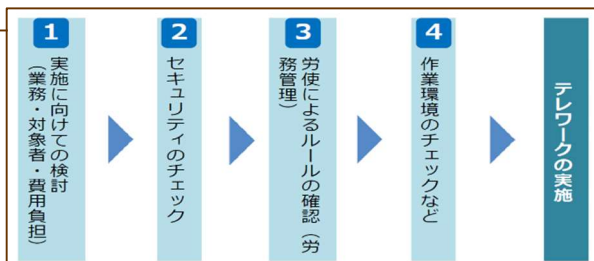 1
実施に向けての検討
（業務・対象者・費用負担）
2
セキュリティのチェック
3
労使によるルールの確認（労
務管理）
4
作業環境のチェックなど
テレワークの実施